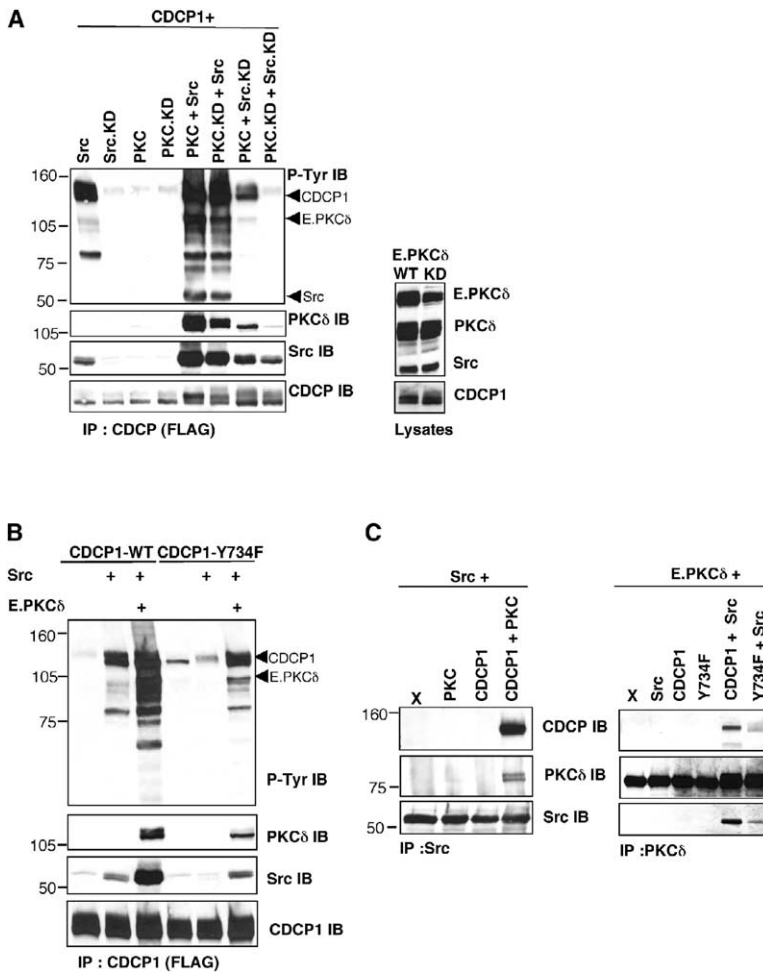 A
CDCP1+
Src
Src.KD
PKC
PKC.KD
PKC + Src
PKC.KD + Src
PKC + Src.KD
PKC.KD + Src.KD
160
105
75
50
P-Tyr IB
CDCP1
E.PKCδ
Src
105
PKCδ IB
50
Src IB
CDCP IB
IP : CDCP (FLAG)
E.PKCδ
WT KD
E.PKCδ
PKCδ
Src
CDCP1
Lysates
B
CDCP1-WT CDCP1-Y734F
Src + + + +
E.PKCδ + +
160
105
75
CDCP1
E.PKCδ
P-Tyr IB
105
PKCδ IB
50
Src IB
CDCP1 IB
IP : CDCP1 (FLAG)
C
Src +
X
PKC
CDCP1
CDCP1 + PKC
160
CDCP IB
75
PKCδ IB
50
Src IB
IP :Src
E.PKCδ +
X
Src
CDCP1
Y734F
CDCP1 + Src
Y734F + Src
IP :PKCδ